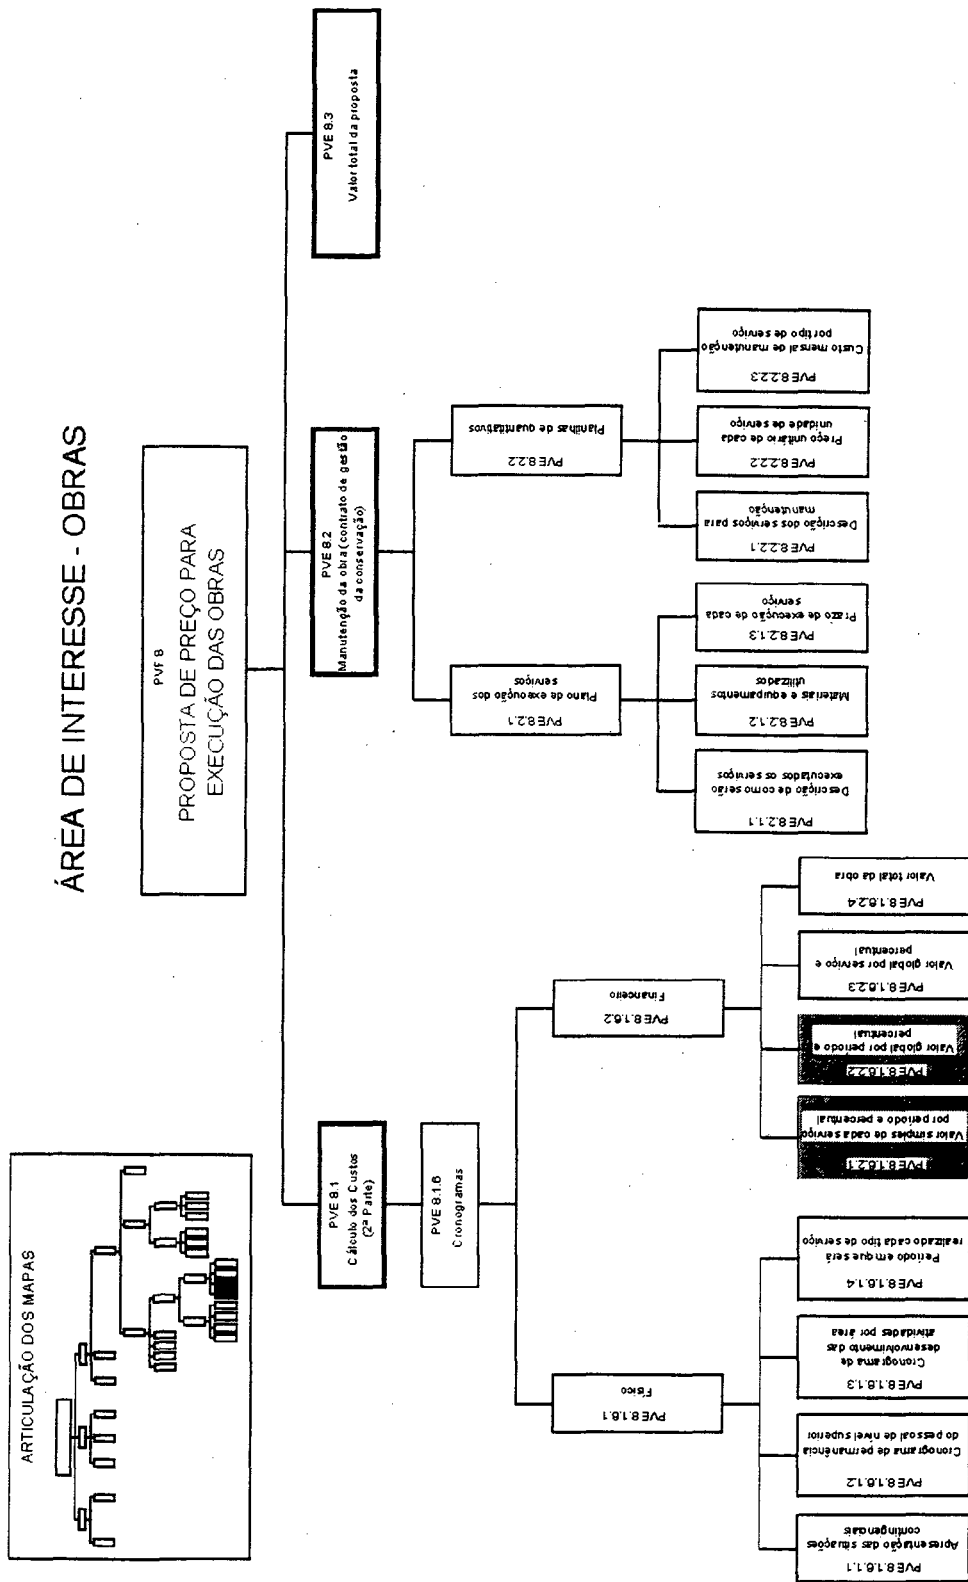 ÁREA DE INTERESSE - OBRAS
ARTICULAÇÃO DOS MAPAS
PVE 8
PROPOSTA DE PREÇO PARA
EXECUÇÃO DAS OBRAS
PVE 8.1
Cálculo dos Custos
(2ª Parte)
PVE 8.2
Manutenção da obra (contrato de gestão
da conservação)
PVE 8.3
Valor total da proposta
PVE 8.1.6
Cronogramas
PVE 8.1.6.1
Físico
PVE 8.1.6.2
Financeiro
PVE 8.2.1
Plano de execução dos
serviços
PVE 8.2.2
Planilhas de quantitativos
PVE 8.1.6.1.1
Apresentação das situações
contingenciais
PVE 8.1.6.1.2
Cronograma de permanência
do pessoal de nível superior
PVE 8.1.6.1.3
Cronograma de
desenvolvimento das
atividades por área
PVE 8.1.6.1.4
Período em que será
realizado cada tipo de serviço
PVE 8.1.6.2.1
Valor simples de cada serviço
por período e percentual
PVE 8.1.6.2.2
Valor global por período e
percentual
PVE 8.1.6.2.3
Valor global por serviço e
percentual
PVE 8.1.6.2.4
Valor total da obra
PVE 8.2.1.1
Descrição de como serão
executados os serviços
PVE 8.2.1.2
Materiais e equipamentos
utilizados
PVE 8.2.1.3
Prazo de execução de cada
serviço
PVE 8.2.2.1
Descrição dos serviços para
manutenção
PVE 8.2.2.2
Preço unitário de cada
unidade de serviço
PVE 8.2.2.3
Custo mensal de manutenção
por tipo de serviço